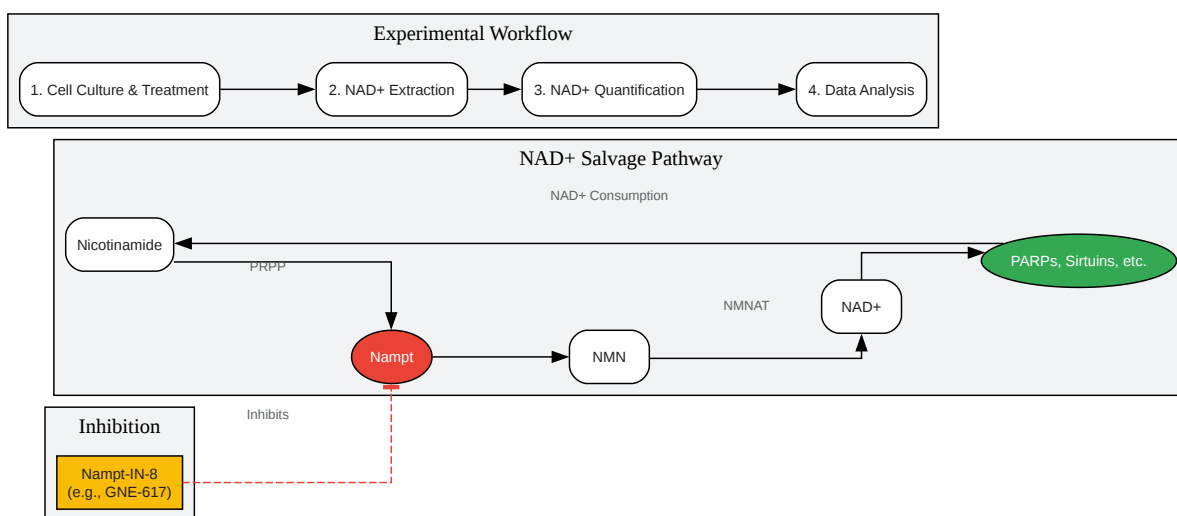 Experimental Workflow
1. Cell Culture & Treatment
2. NAD+ Extraction
3. NAD+ Quantification
4. Data Analysis
NAD+ Salvage Pathway
NAD+ Consumption
Nicotinamide
PRPP
PARPs, Sirtuins, etc.
NMNAT
NAD+
Nampt
NMN
Inhibits
Inhibition
Nampt-IN-8
(e.g., GNE-617)